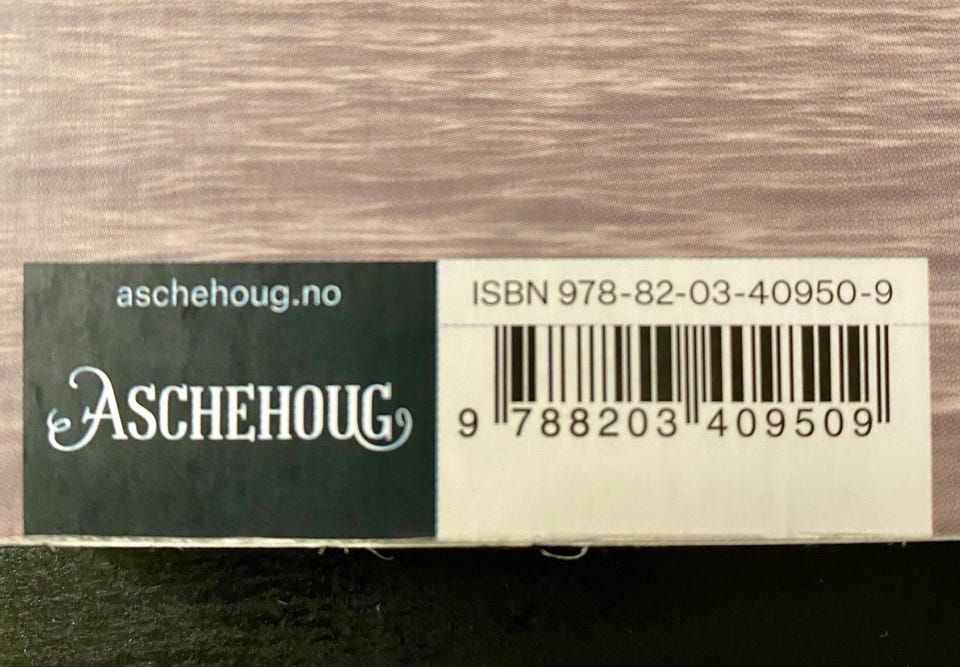 aschehoug.no
ASCHEHOUG
ISBN 978-82-03-40950-9
9 788203 409509